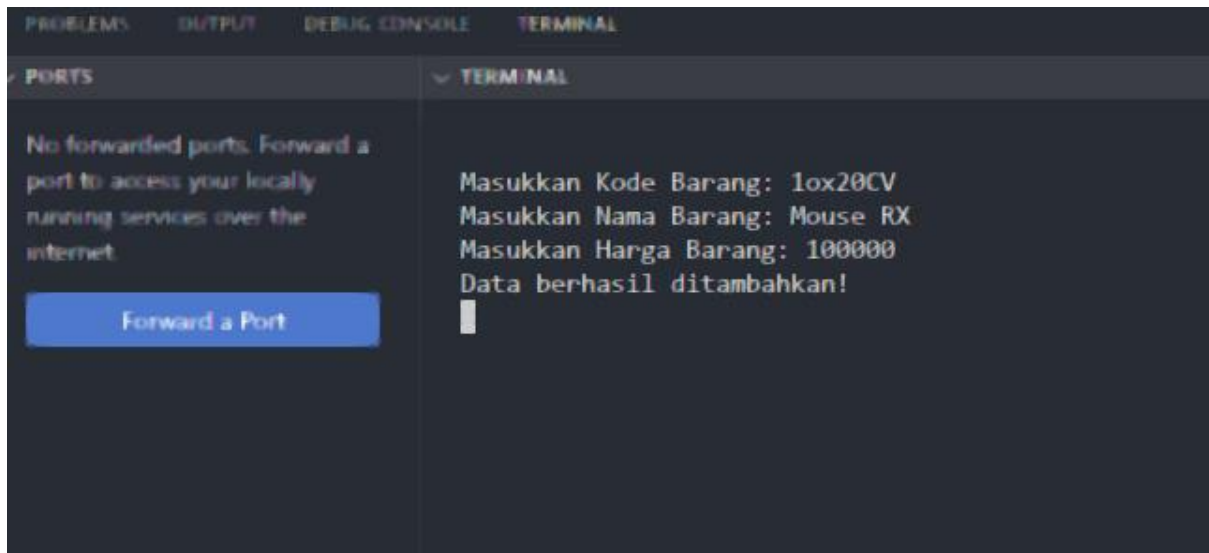 PROBLEMS OUTPUT DEBUG CONSOLE TERMINAL
PORTS
No forwarded ports. Forward a
port to access your locally
running services over the
internet.
Forward a Port
TERMINAL
Masukkan Kode Barang: 1ox20CV
Masukkan Nama Barang: Mouse RX
Masukkan Harga Barang: 100000
Data berhasil ditambahkan!